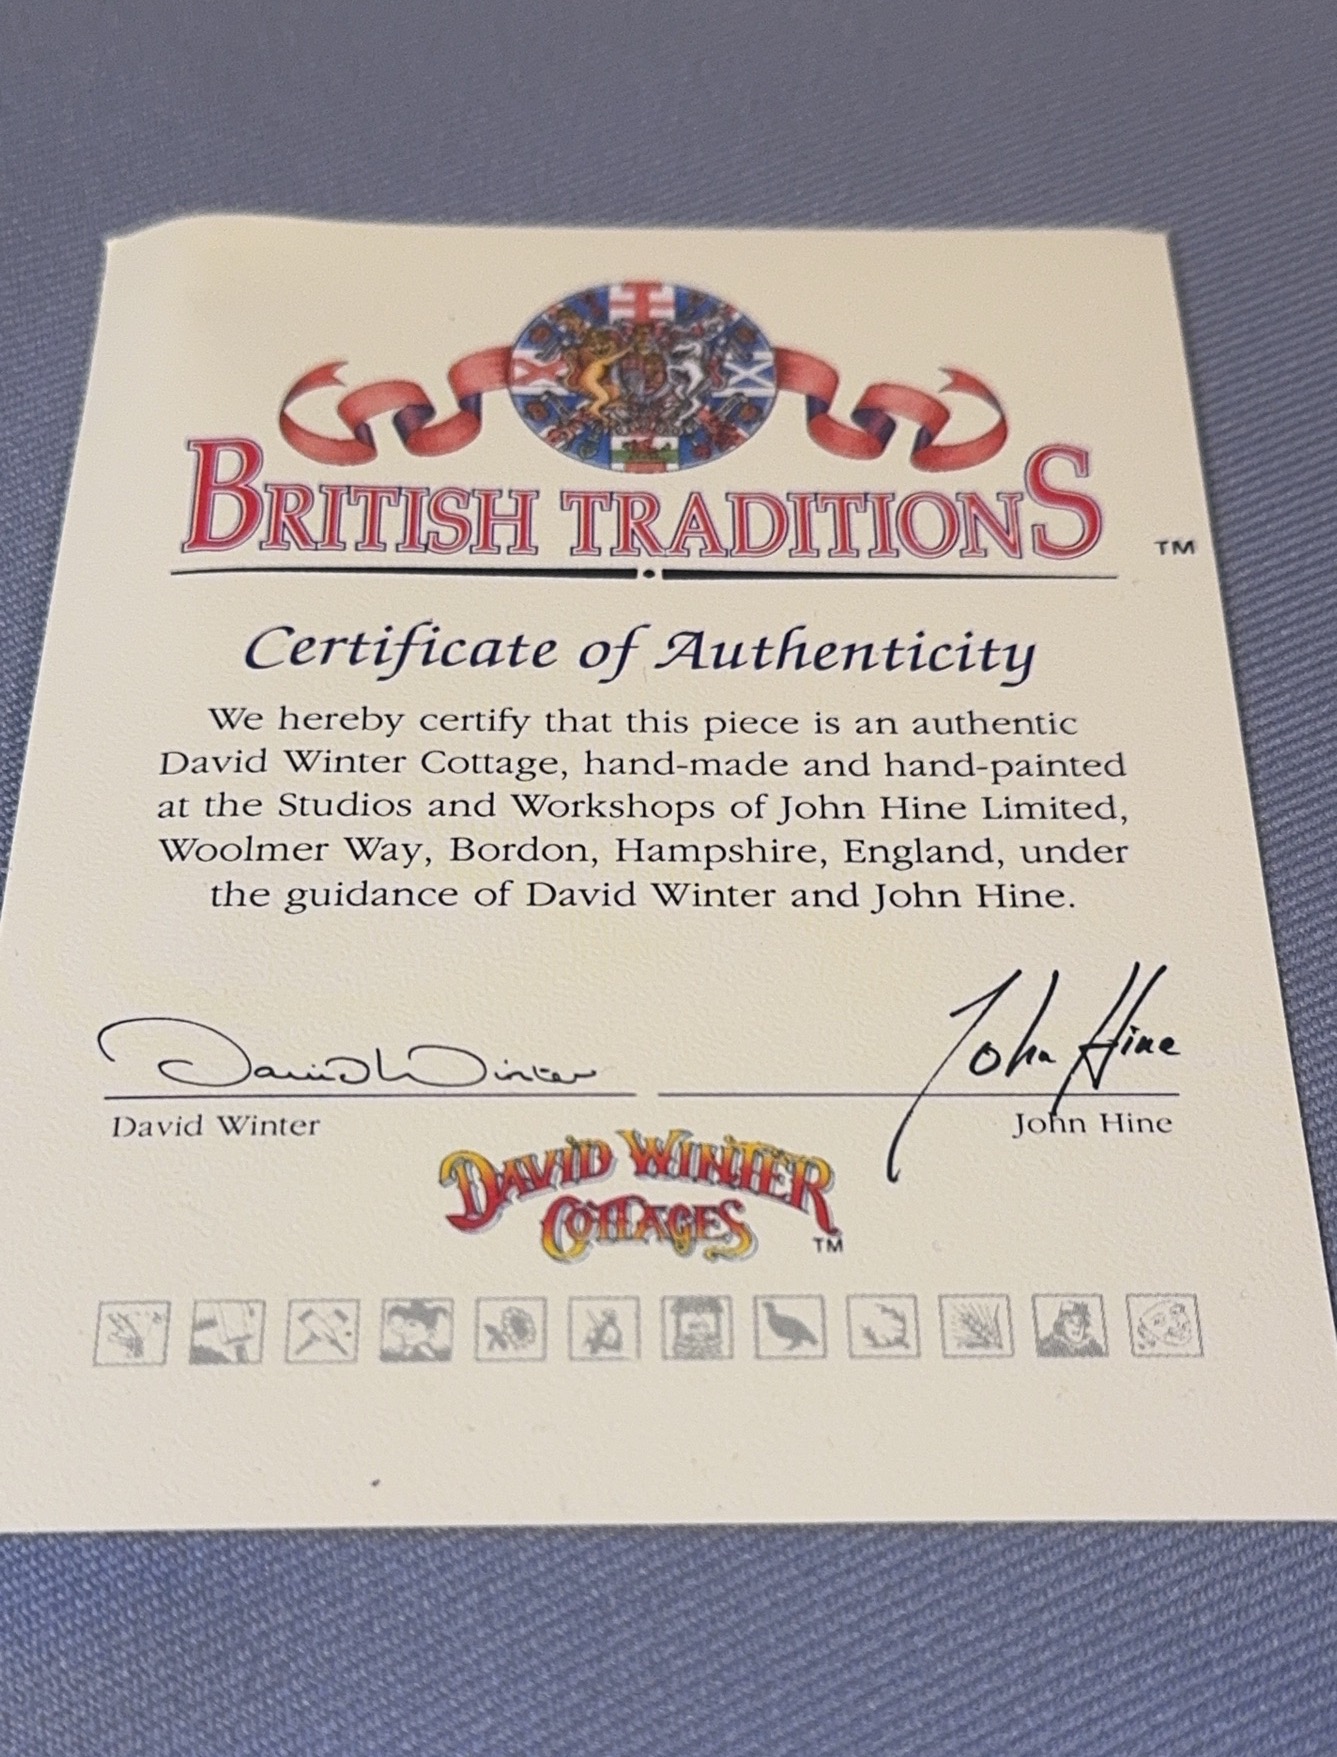 BRITISH TRADITIONS ™
Certificate of Authenticity
We hereby certify that this piece is an authentic
David Winter Cottage, hand-made and hand-painted
at the Studios and Workshops of John Hine Limited,
Woolmer Way, Bordon, Hampshire, England, under
the guidance of David Winter and John Hine.
David Winter John Hine
David Winter John Hine
DAVID WINTER
COTTAGES ™